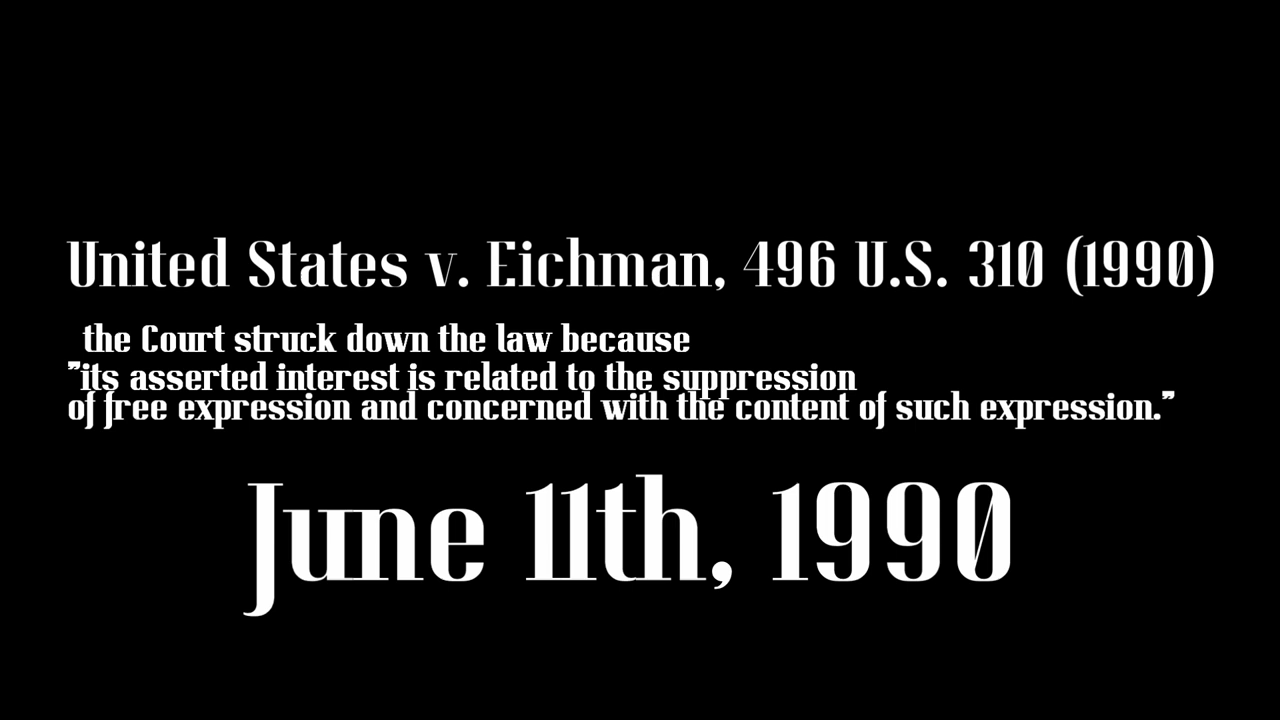 United States v. Eichman, 496 U.S. 310 (1990)
the Court struck down the law because
"its asserted interest is related to the suppression
of free expression and concerned with the content of such expression."
June 11th, 1990